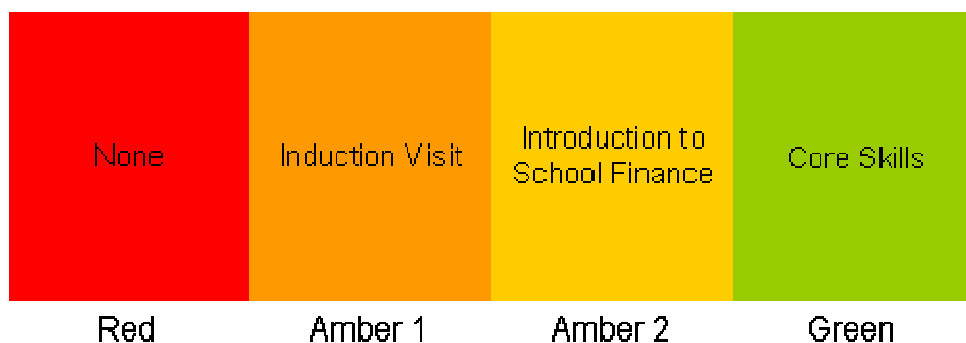 None
Induction Visit
Introduction to
School Finance
Core Skills
Red
Amber 1
Amber 2
Green